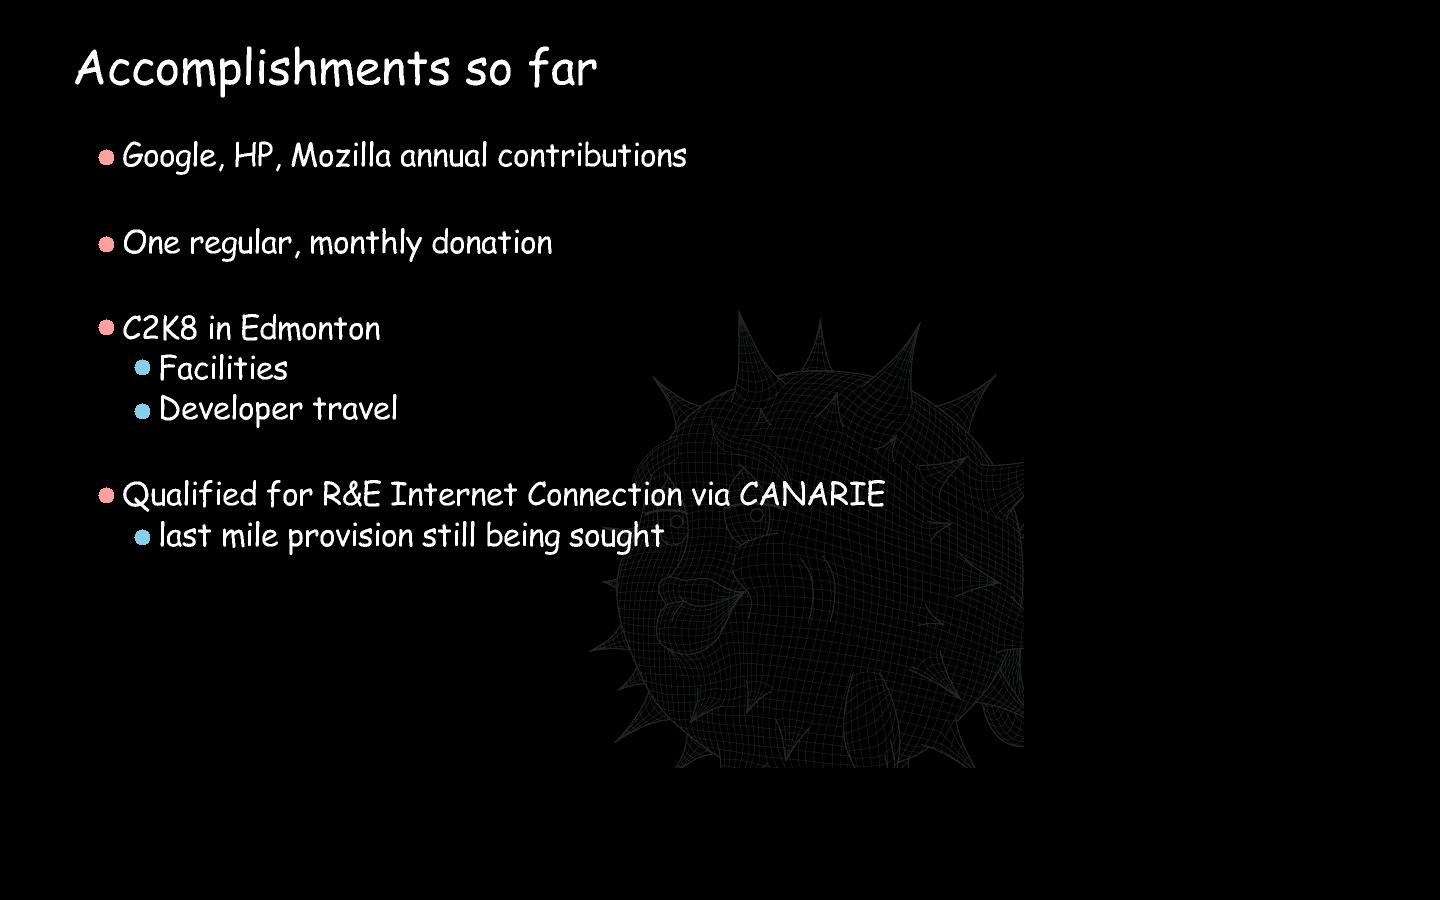 Accomplishments so far
Google, HP, Mozilla annual contributions
One regular, monthly donation
C2K8 in Edmonton
Facilities
Developer travel
Qualified for R&E Internet Connection via CANARIE
last mile provision still being sought